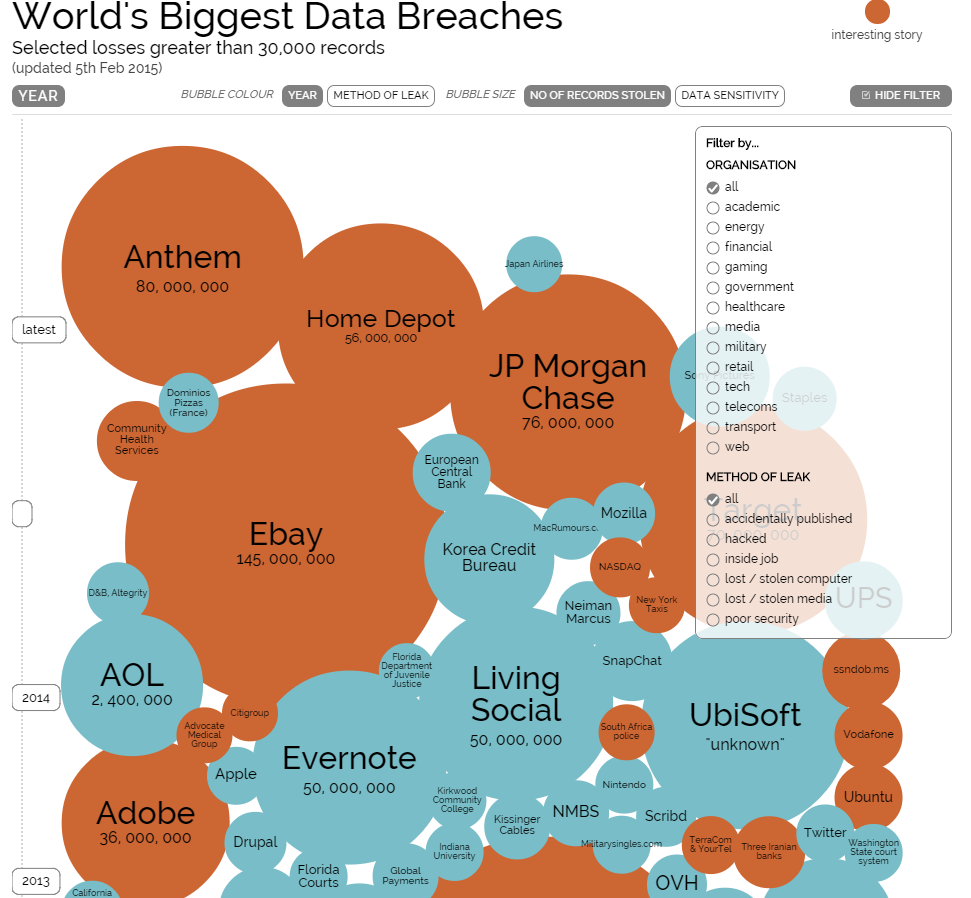 World's Biggest Data Breaches
Selected losses greater than 30,000 records
(updated 5th Feb 2015)
interesting story
YEAR
BUBBLE COLOUR
YEAR
METHOD OF LEAK
BUBBLE SIZE
NO OF RECORDS STOLEN
DATA SENSITIVITY
HIDE FILTER
Filter by...
ORGANISATION
all
academic
energy
financial
gaming
government
healthcare
media
military
retail
tech
telecoms
transport
web
METHOD OF LEAK
all
accidentally published
hacked
inside job
lost / stolen computer
lost / stolen media
poor security
latest
2014
2013
Anthem
80, 000, 000
Home Depot
56, 000, 000
Japan Airlines
JP Morgan
Chase
76, 000, 000
Sony Pictures
Staples
Dominios
Pizzas
(France)
Community
Health
Services
European
Central
Bank
Target
Ebay
145, 000, 000
Korea Credit
Bureau
MacRumours.c
Mozilla
NASDAQ
New York
Taxis
Neiman
Marcus
UPS
D&B, Altegrity
AOL
2, 400, 000
Florida
Department
of Juvenile
Justice
Living
Social
50, 000, 000
SnapChat
UbiSoft
"unknown"
ssndob.ms
Citigroup
Advocate
Medical
Group
South Africa
police
Vodafone
Evernote
50, 000, 000
Apple
Nintendo
Ubuntu
Adobe
36, 000, 000
Kirkwood
Community
College
Kissinger
Cables
NMBS
Scribd
Drupal
Indiana
University
Militarysingles.com
TerraCom
& YourTel
Three Iranian
banks
Twitter
Washington
State court
system
Florida
Courts
Global
Payments
OVH
California